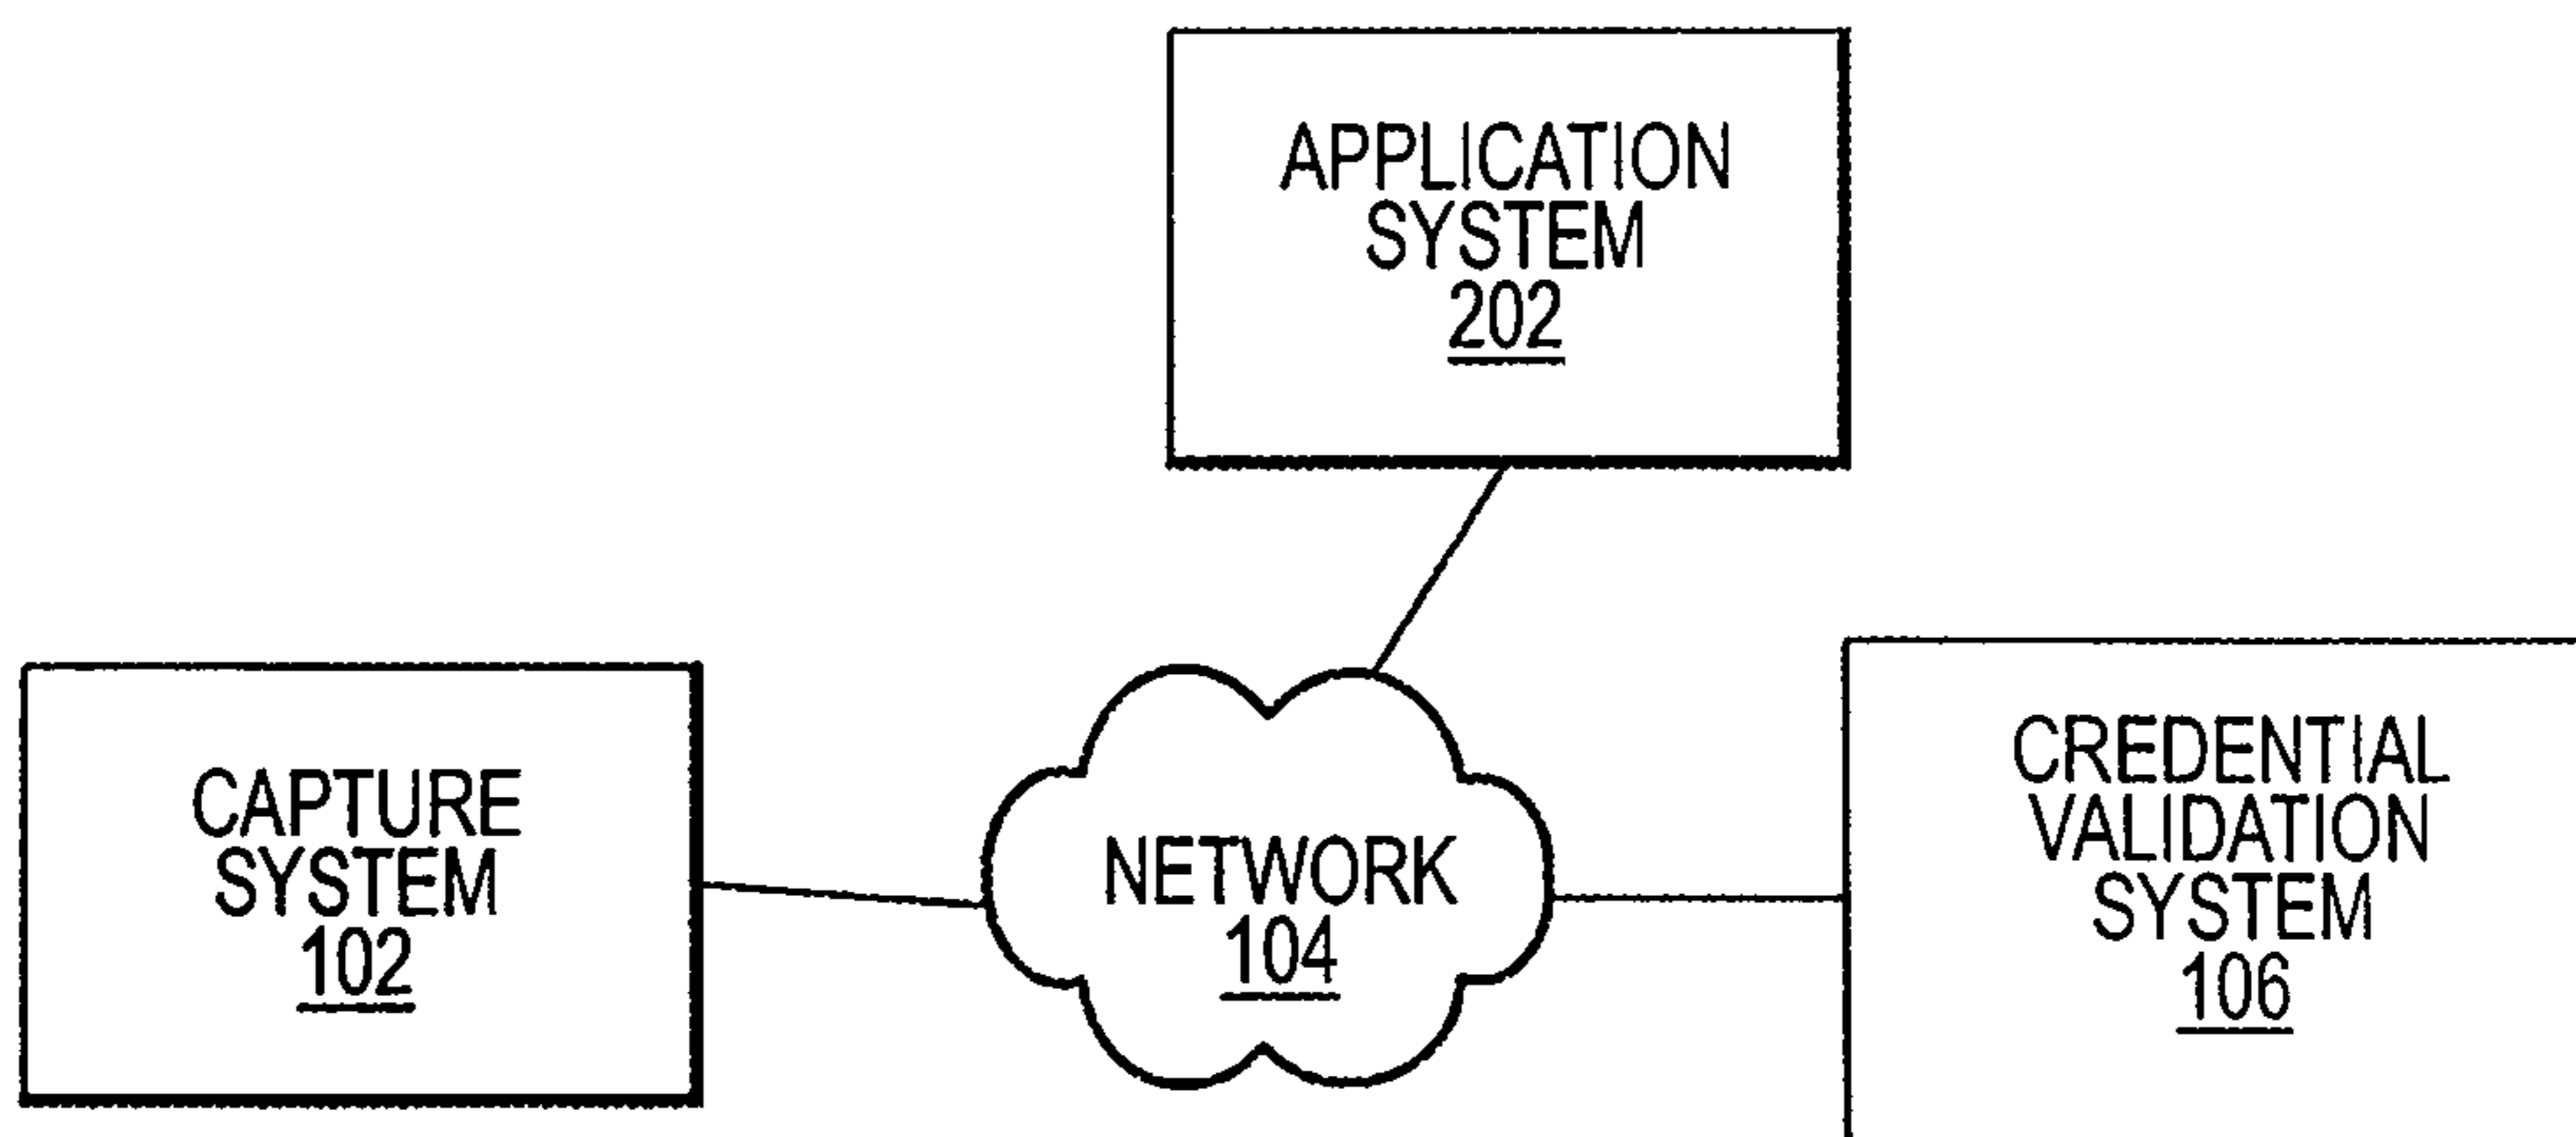 APPLICATION
SYSTEM
202
CAPTURE
SYSTEM
102
NETWORK
104
CREDENTIAL
VALIDATION
SYSTEM
106